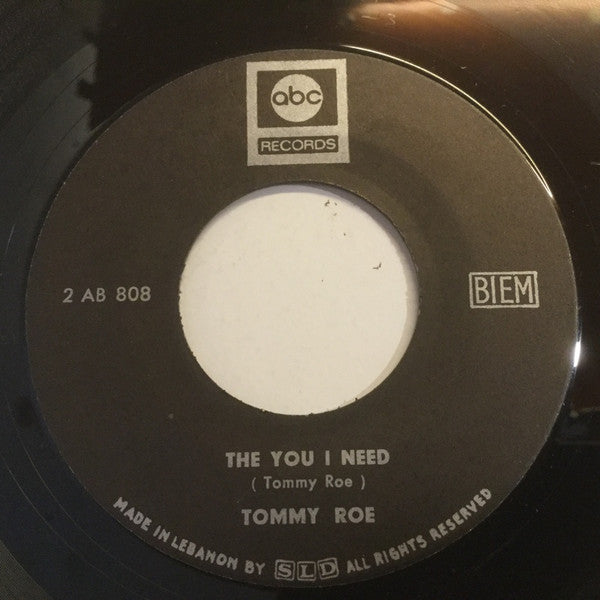 abc
RECORDS
2 AB 808
BIEM
THE YOU I NEED
( Tommy Roe )
TOMMY ROE
MADE IN LEBANON BY SLD ALL RIGHTS RESERVED